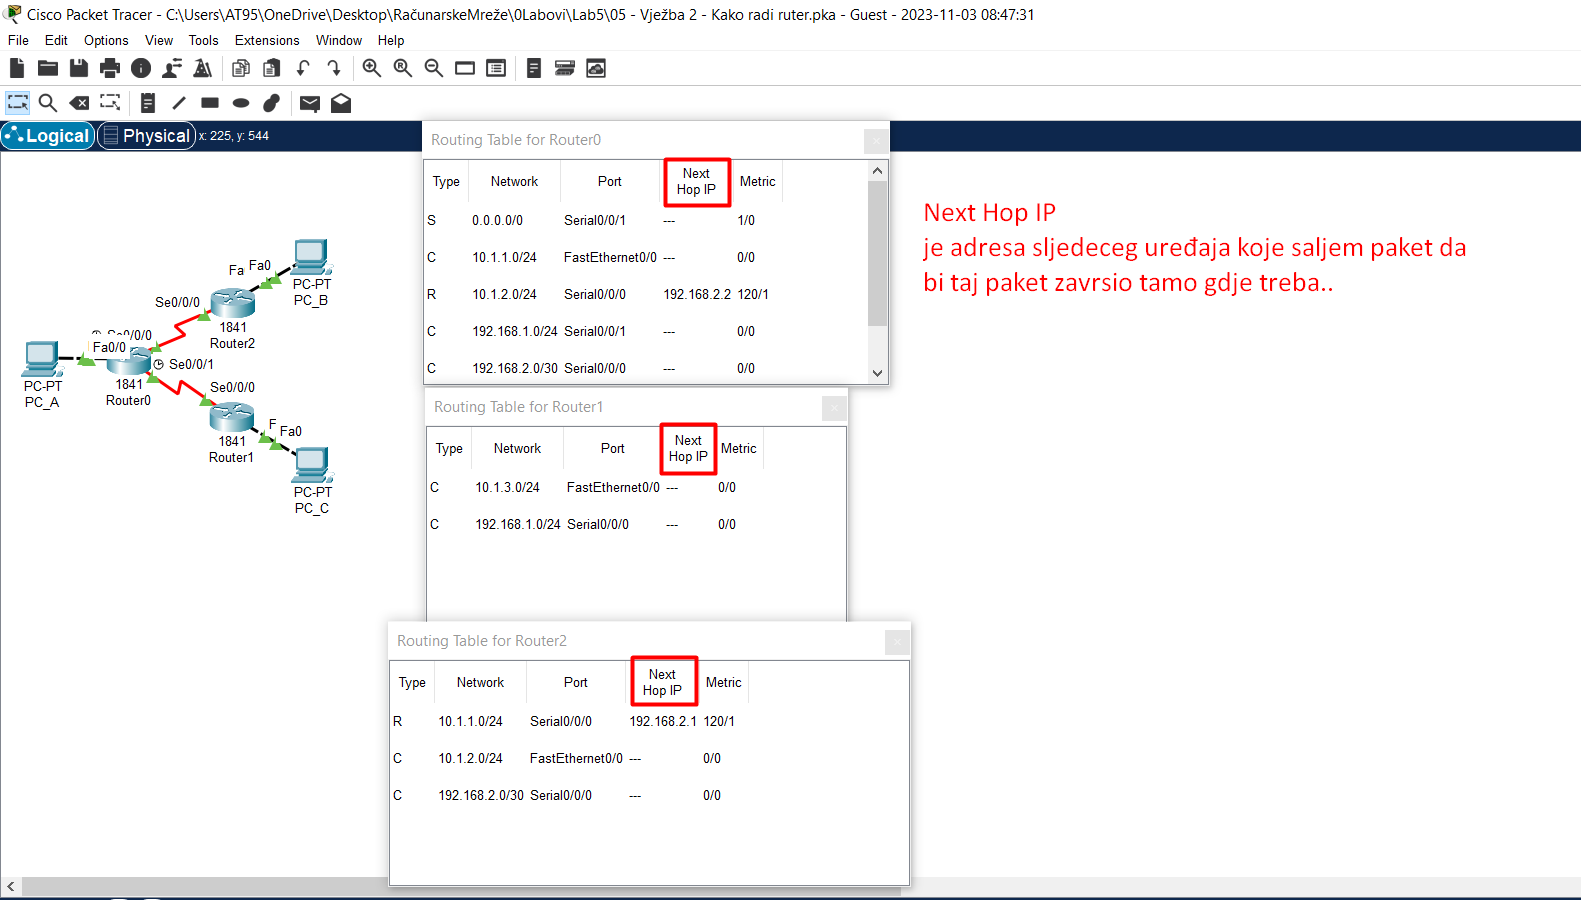 Cisco Packet Tracer - C:\Users\AT95\OneDrive\Desktop\RačunarskeMreže\0Labovi\Lab5\05 - Vježba 2 - Kako radi ruter.pka - Guest - 2023-11-03 08:47:31
File Edit Options View Tools Extensions Window Help
Logical Physical x: 225, y: 544
Fa Fa0
PC-PT
PC_B
Se0/0/0
1841
Router2
Se0/0/0
Fa0/0
Se0/0/1
PC-PT
PC_A
1841
Router0
Se0/0/0
F Fa0
1841
Router1
PC-PT
PC_C
Routing Table for Router0
Type Network Port Next Hop IP Metric
S 0.0.0.0/0 Serial0/0/1 --- 1/0
C 10.1.1.0/24 FastEthernet0/0 --- 0/0
R 10.1.2.0/24 Serial0/0/0 192.168.2.2 120/1
C 192.168.1.0/24 Serial0/0/1 --- 0/0
C 192.168.2.0/30 Serial0/0/0 --- 0/0
Routing Table for Router1
Type Network Port Next Hop IP Metric
C 10.1.3.0/24 FastEthernet0/0 --- 0/0
C 192.168.1.0/24 Serial0/0/0 --- 0/0
Routing Table for Router2
Type Network Port Next Hop IP Metric
R 10.1.1.0/24 Serial0/0/0 192.168.2.1 120/1
C 10.1.2.0/24 FastEthernet0/0 --- 0/0
C 192.168.2.0/30 Serial0/0/0 --- 0/0
Next Hop IP
je adresa sljedeceg uređaja koje saljem paket da
bi taj paket zavrsio tamo gdje treba..